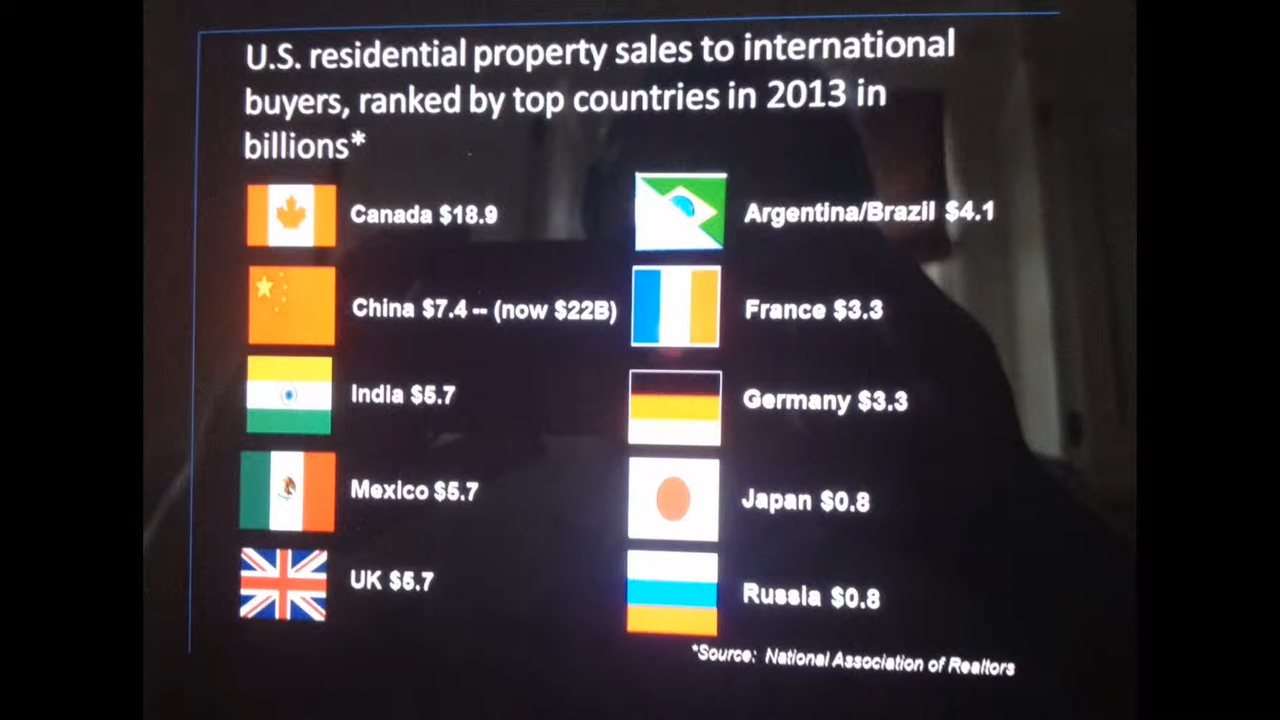 U.S. residential property sales to international
buyers, ranked by top countries in 2013 in
billions*
Canada $18.9
China $7.4 -- (now $22B)
India $5.7
Mexico $5.7
UK $5.7
Argentina/Brazil $4.1
France $3.3
Germany $3.3
Japan $0.8
Russia $0.8
*Source: National Association of Realtors